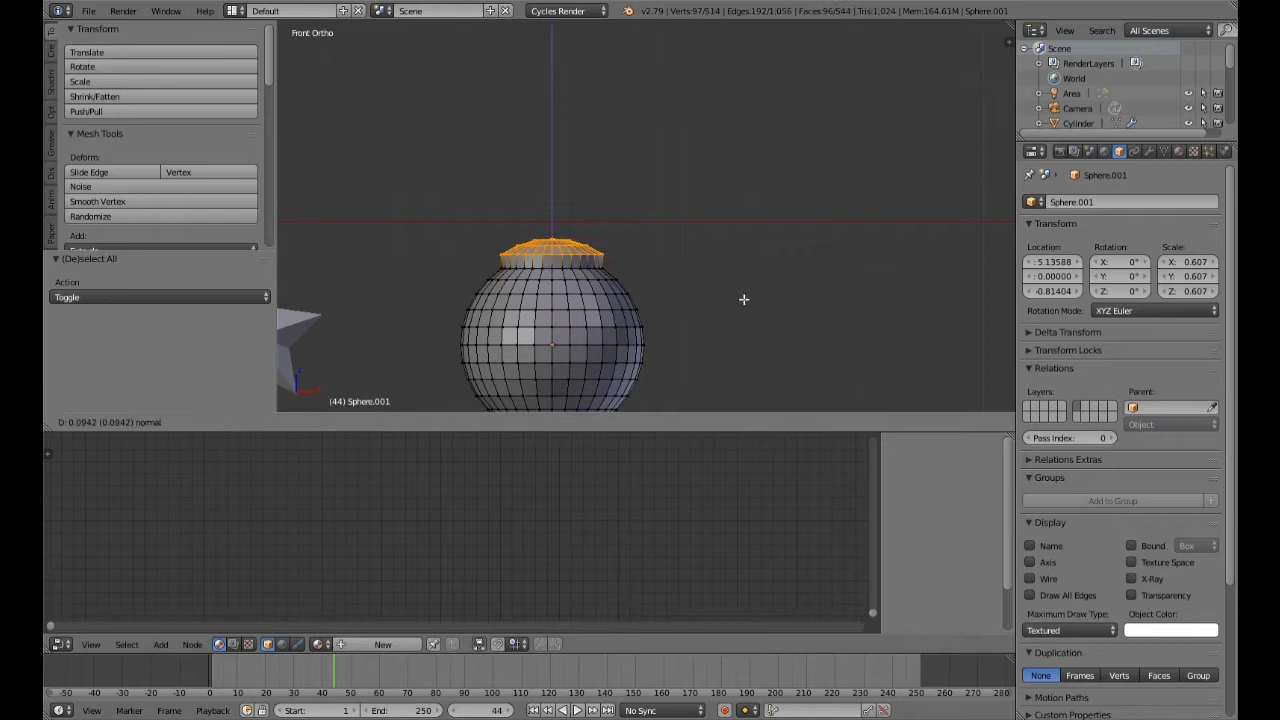 File Render Window Help Default Scene Cycles Render v2.79 | Verts:97/514 | Edges:192/1,056 | Faces:96/544 | Tris:1,024 | Mem:164.61M | Sphere.001
View Search All Scenes
Transform
Translate
Rotate
Scale
Shrink/Fatten
Push/Pull
Mesh Tools
Deform:
Slide Edge Vertex
Noise
Smooth Vertex
Randomize
Add:
(De)select All
Action
Toggle
Front Ortho
(44) Sphere.001
D: 0.0942 (0.0942) normal
Scene
RenderLayers
World
Area
Camera
Cylinder
Sphere.001
Sphere.001
Transform
Location: Rotation: Scale:
5.13588 X: 0° X: 0.607
: 0.00000 Y: 0° Y: 0.607
-0.81404 Z: 0° Z: 0.607
Rotation Mode: XYZ Euler
Delta Transform
Transform Locks
Relations
Layers: Parent:
Object
Pass Index: 0
Relations Extras
Groups
Add to Group
Display
Name Bound Box
Axis Texture Space
Wire X-Ray
Draw All Edges Transparency
Maximum Draw Type: Object Color:
Textured
Duplication
None Frames Verts Faces Group
Motion Paths
Custom Properties
View Select Add Node New
-50 -40 -30 -20 -10 0 10 20 30 40 50 60 70 80 90 100 110 120 130 140 150 160 170 180 190 200 210 220 230 240 250 260 270 280
View Marker Frame Playback Start: 1 End: 250 44 No Sync